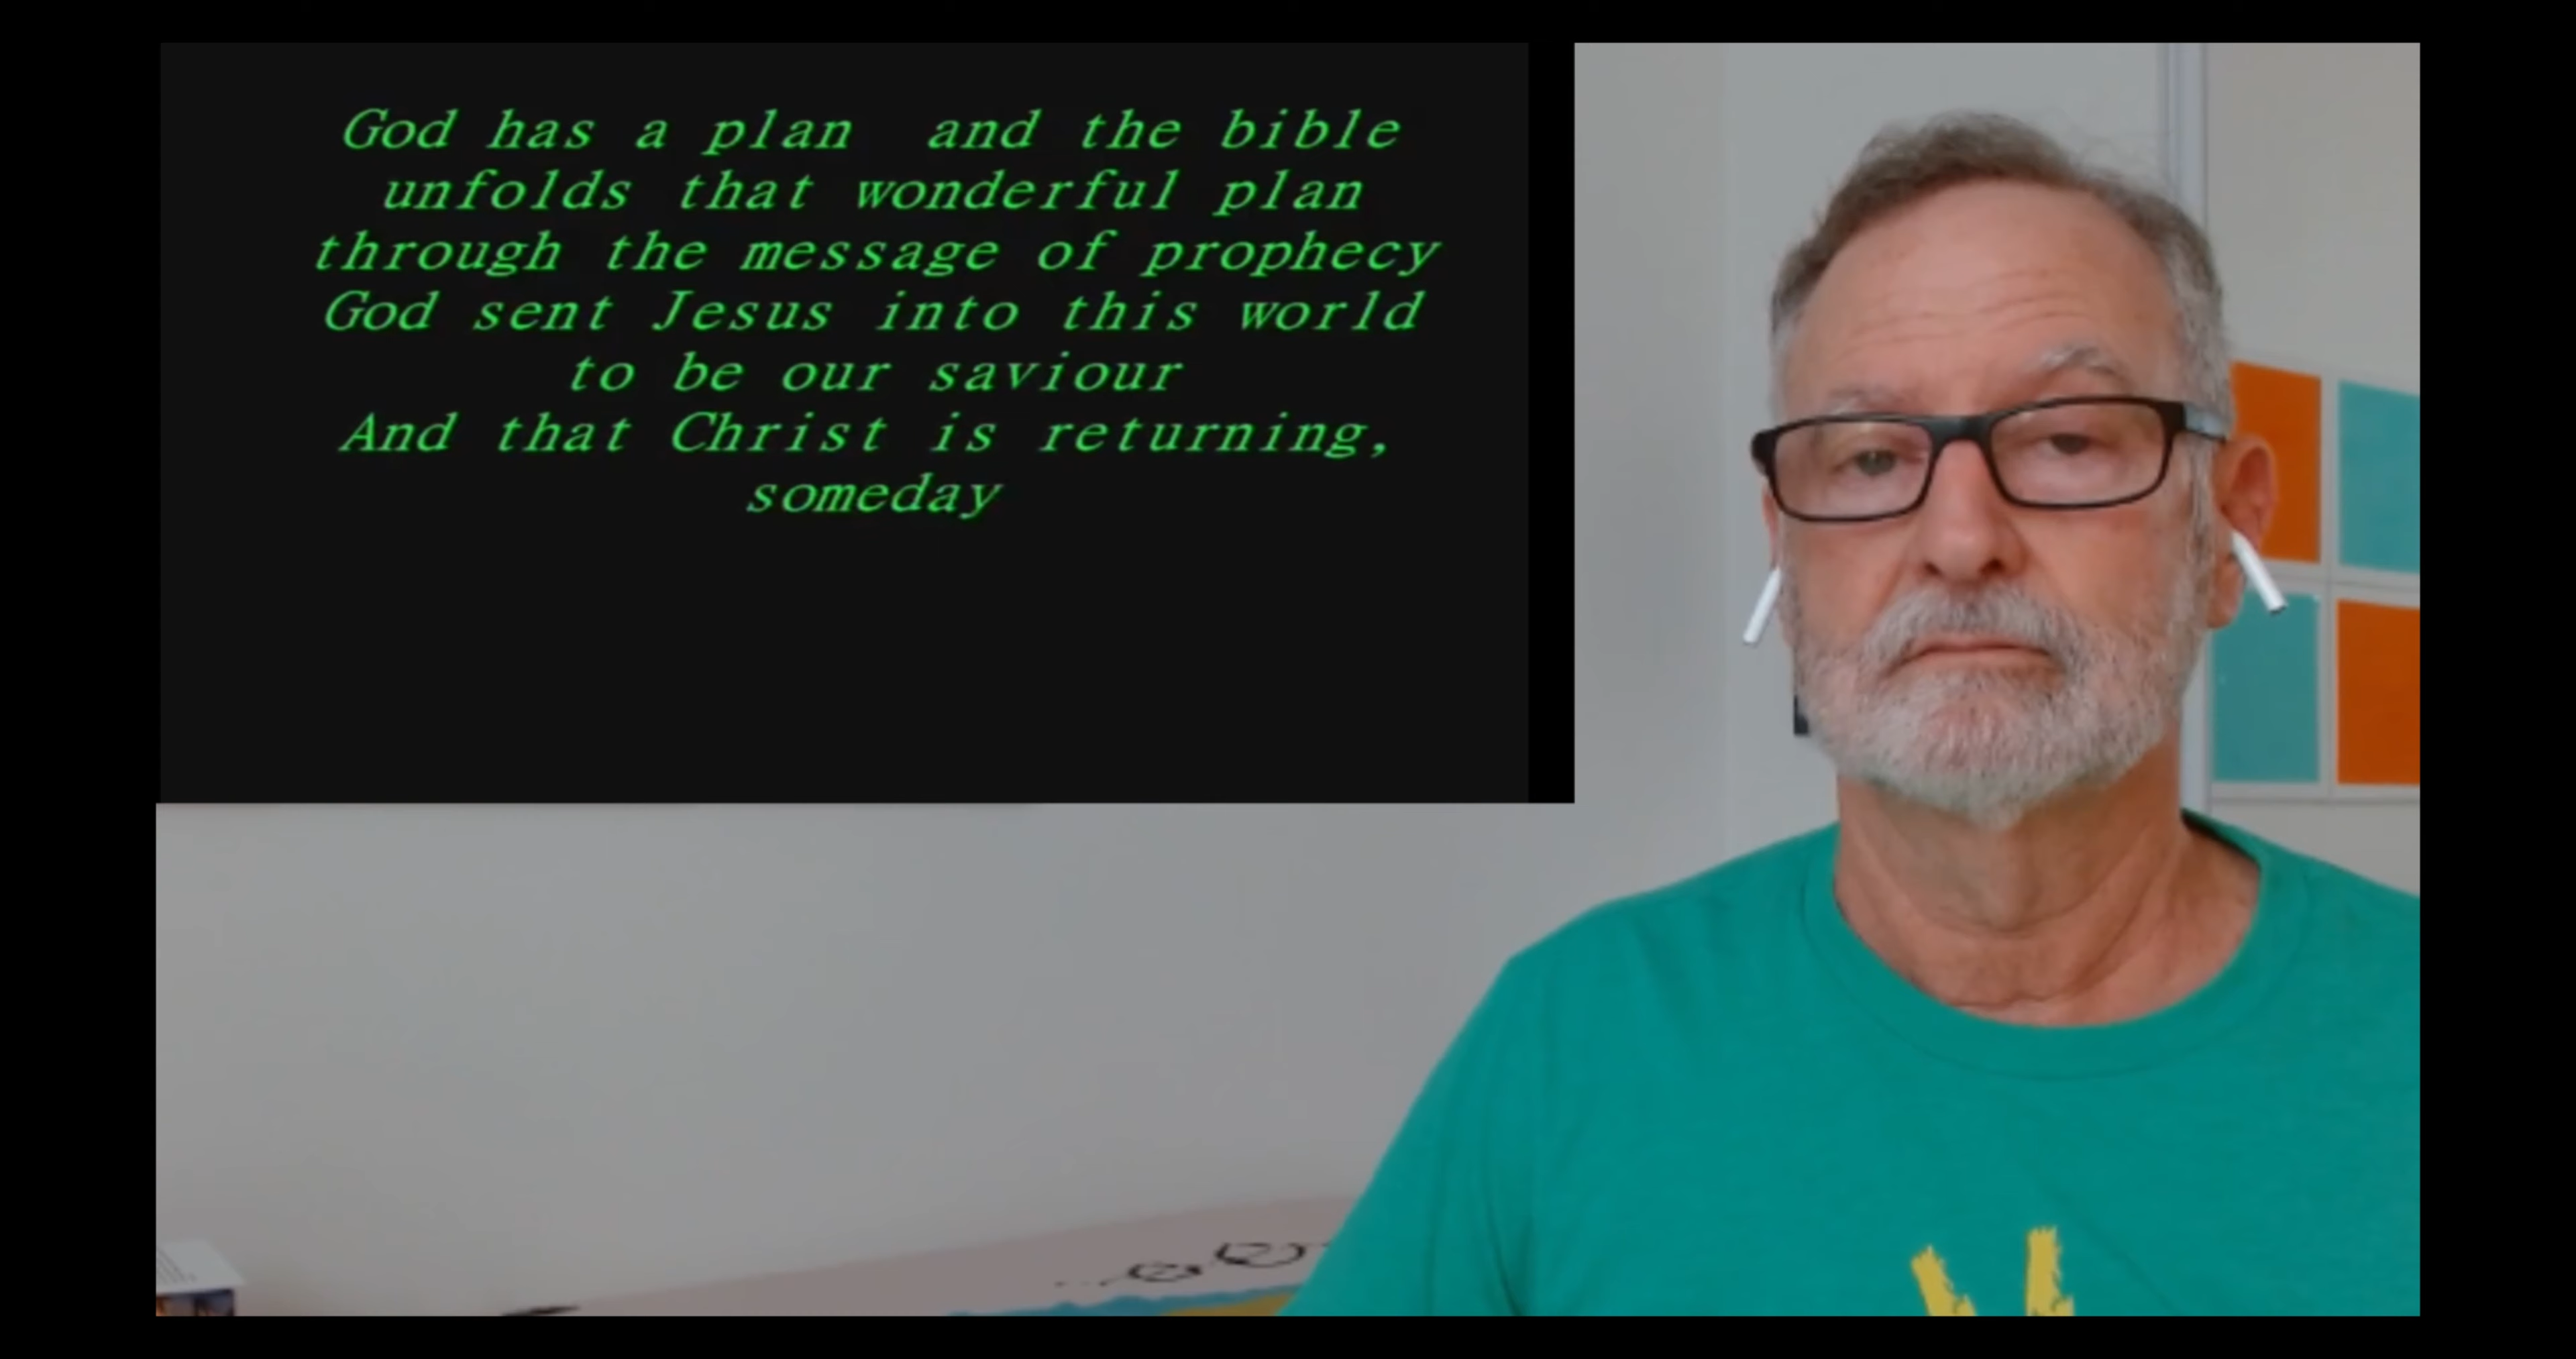 God has a plan  and the bible
unfolds that wonderful plan
through the message of prophecy
God sent Jesus into this world
to be our saviour
And that Christ is returning,
someday